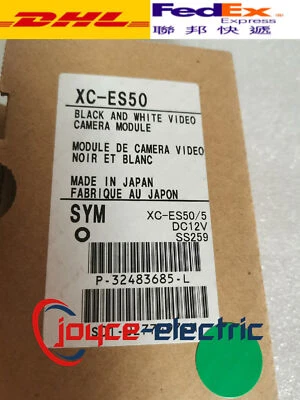 DHL
FedEx
Express
聯邦快遞
XC-ES50
BLACK AND WHITE VIDEO
CAMERA MODULE
MODULE DE CAMERA VIDEO
NOIR ET BLANC
MADE IN JAPAN
FABRIQUE AU JAPON
SYM
XC-ES50/5
DC12V
SS259
P-32483685-L
joyce-electric